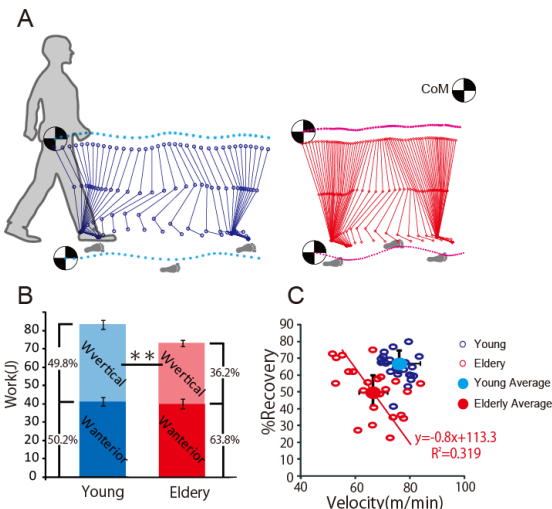 A
CoM
B
Work(J)
80
70
60
50
40
30
20
10
0
49.8%
50.2%
Wvertical
Wanterior
**
Wvertical
Wanterior
36.2%
63.8%
Young
Eldery
C
%Recovery
90
80
70
60
50
40
30
20
10
0
40
60
80
100
Velocity(m/min)
y=-0.8x+113.3
R²=0.319
Young
Eldery
Young Average
Elderly Average